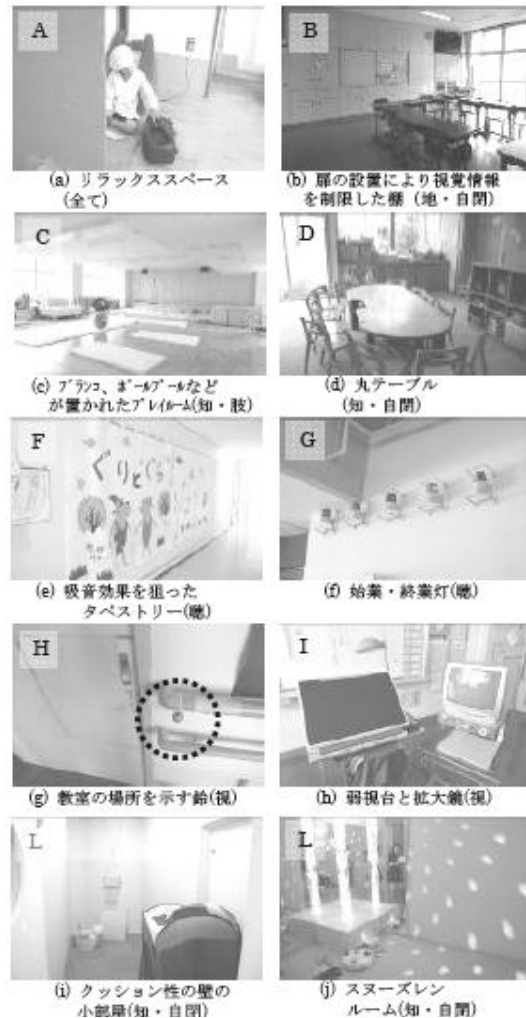 A
B
(a) リラックススペース
(全て)
(b) 扉の設置により視覚情報
を制限した棚 (地・自閉)
C
D
(c) ブランコ、ボールプールなど
が置かれたプレイルーム(知・肢)
(d) 丸テーブル
(知・自閉)
F
ぐりとぐら
G
(e) 吸音効果を狙った
タペストリー(聴)
(f) 始業・終業灯(聴)
H
I
(g) 教室の場所を示す鈴(視)
(h) 弱視台と拡大鏡(視)
L
L
(i) クッション性の壁の
小部屋(知・自閉)
(j) スヌーズレン
ルーム(知・自閉)